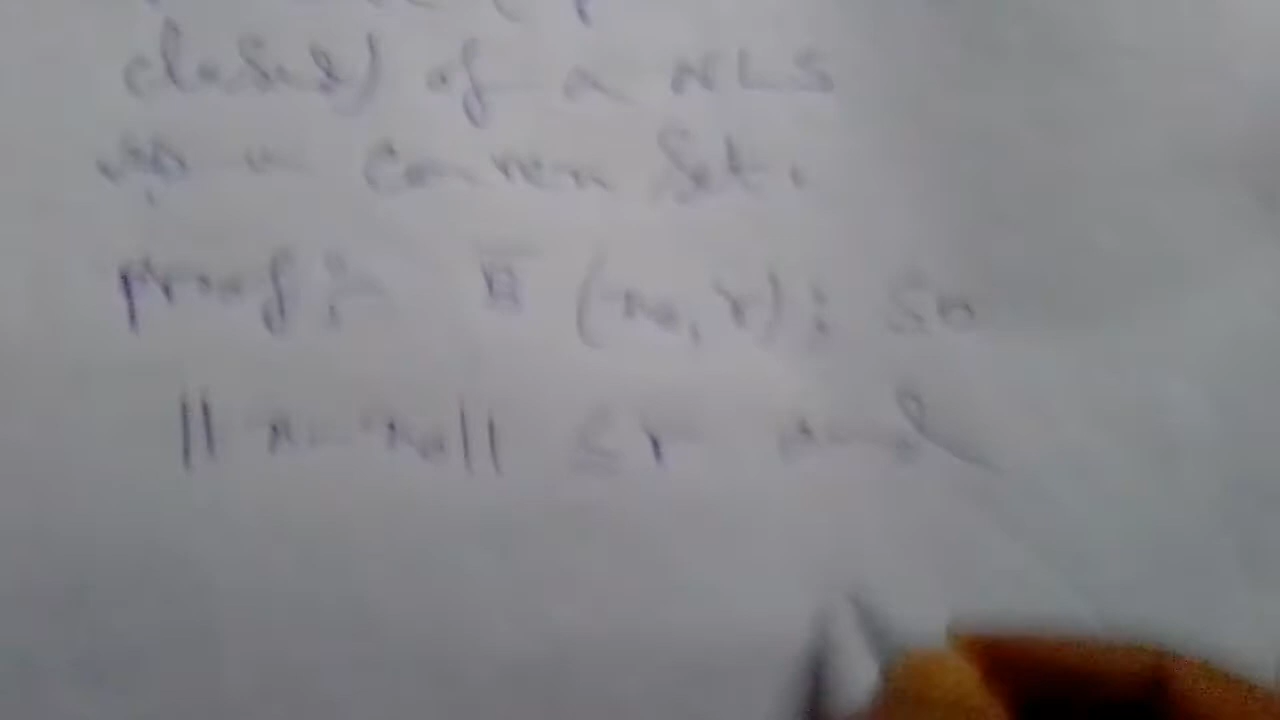 closed) of a NLS
is a convex set.
proof :- B̅ (x₀, r) : {x
||x - x₀|| ≤ r and